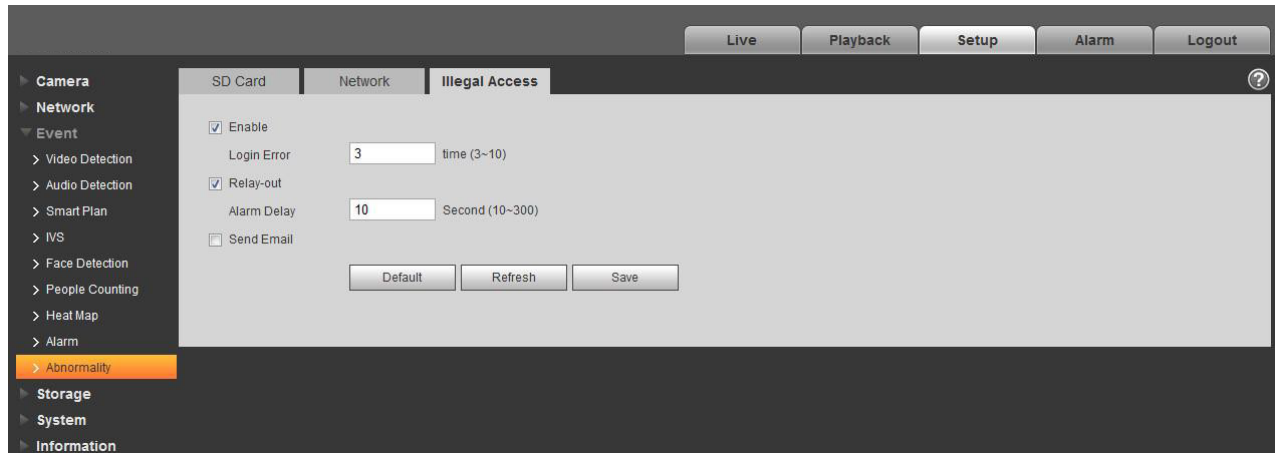 Live Playback Setup Alarm Logout
Camera
Network
Event
Video Detection
Audio Detection
Smart Plan
IVS
Face Detection
People Counting
Heat Map
Alarm
Abnormality
Storage
System
Information
SD Card Network Illegal Access ?
Enable
Login Error 3 time (3~10)
Relay-out
Alarm Delay 10 Second (10~300)
Send Email
Default Refresh Save